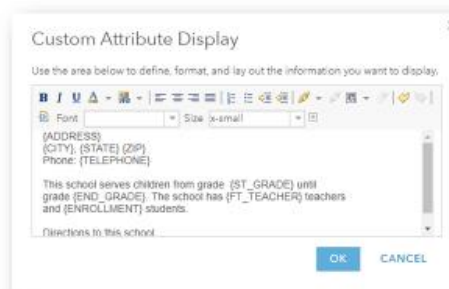 Custom Attribute Display
Use the area below to define, format, and lay out the information you want to display.
B I U A
Font Size x-small
{ADDRESS}
{CITY}, {STATE} {ZIP}
Phone: {TELEPHONE}
This school serves children from grade {ST_GRADE} until
grade {END_GRADE}. The school has {FT_TEACHER} teachers
and {ENROLLMENT} students.
Directions to this school
OK CANCEL